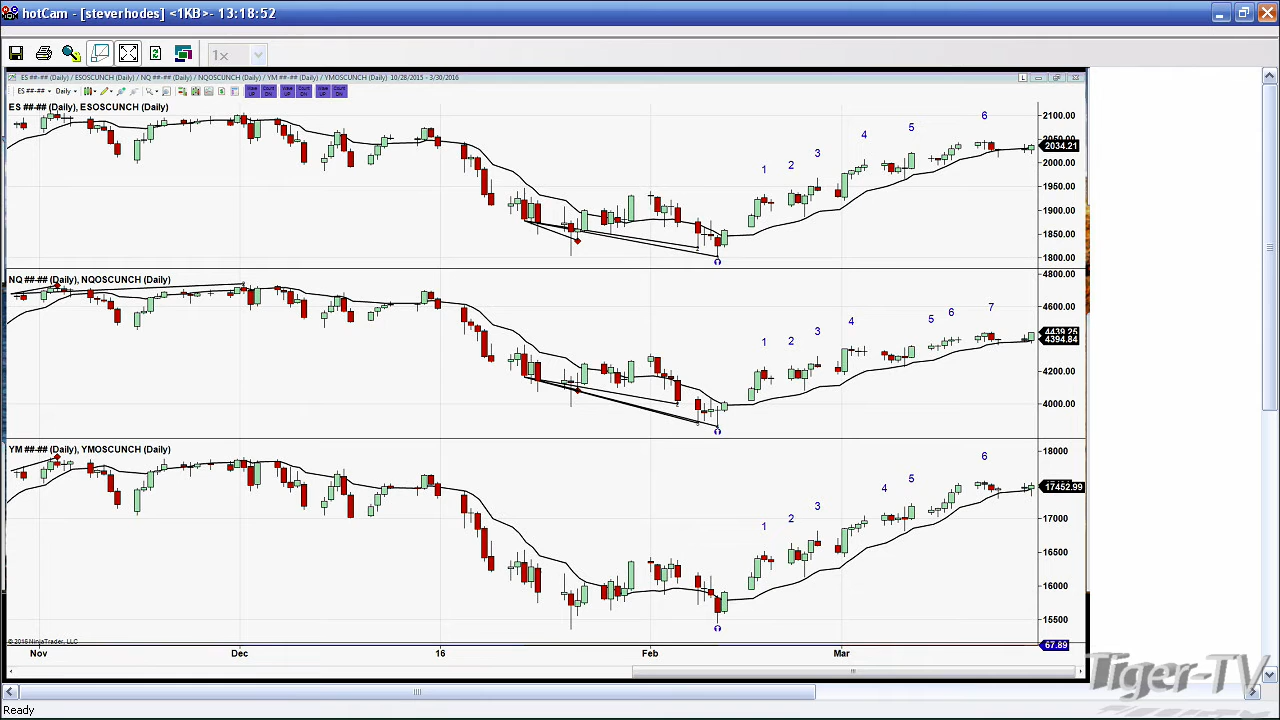 hotCam - [steverhodes] <1KB> - 13:18:52
1x
ES ##-## (Daily) / ESOSCUNCH (Daily) / NQ ##-## (Daily) / NQOSCUNCH (Daily) / YM ##-## (Daily) / YMOSCUNCH (Daily) 10/28/2015 - 3/30/2016
ES ##-## Daily
ES ##-## (Daily), ESOSCUNCH (Daily)
1 2 3 4 5 6
2100.00
2050.00
2034.21
2000.00
1950.00
1900.00
1850.00
1800.00
NQ ##-## (Daily), NQOSCUNCH (Daily)
1 2 3 4 5 6 7
4800.00
4600.00
4439.25
4394.84
4200.00
4000.00
YM ##-## (Daily), YMOSCUNCH (Daily)
1 2 3 4 5 6
18000
17452.99
17000
16500
16000
15500
© 2015 NinjaTrader, LLC
67.89
Nov Dec 16 Feb Mar
Tiger-TV
Ready